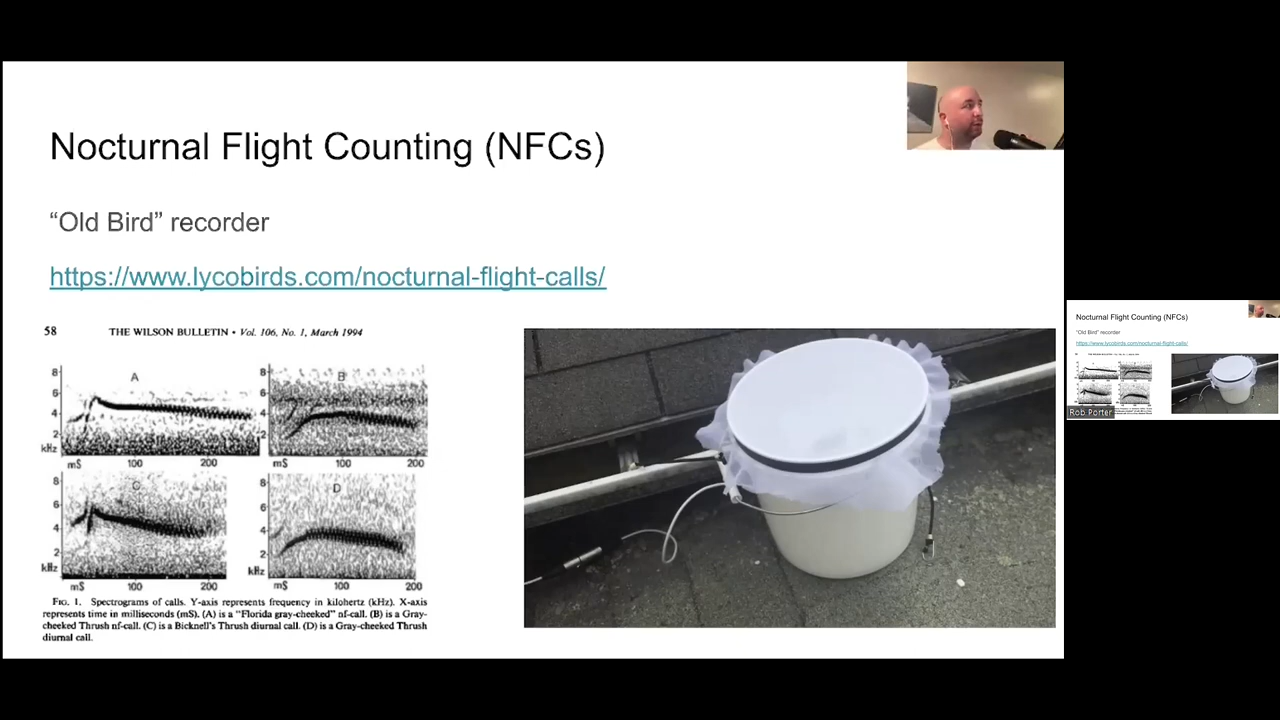 Nocturnal Flight Counting (NFCs)
“Old Bird” recorder
https://www.lycobirds.com/nocturnal-flight-calls/
58 THE WILSON BULLETIN • Vol. 106, No. 1, March 1994
8 A
6
4
2
kHz
mS 100 200
8 B
6
4
2
mS 100 200
8 C
6
4
2
kHz
mS 100 200
8 D
6
4
2
kHz
mS 100 200
FIG. 1. Spectrograms of calls. Y-axis represents frequency in kilohertz (kHz). X-axis
represents time in milliseconds (mS). (A) is a "Florida gray-cheeked" nf-call. (B) is a Gray-
cheeked Thrush nf-call. (C) is a Bicknell's Thrush diurnal call. (D) is a Gray-cheeked Thrush
diurnal call.
Nocturnal Flight Counting (NFCs)
“Old Bird” recorder
https://www.lycobirds.com/nocturnal-flight-calls/
Rob Porter